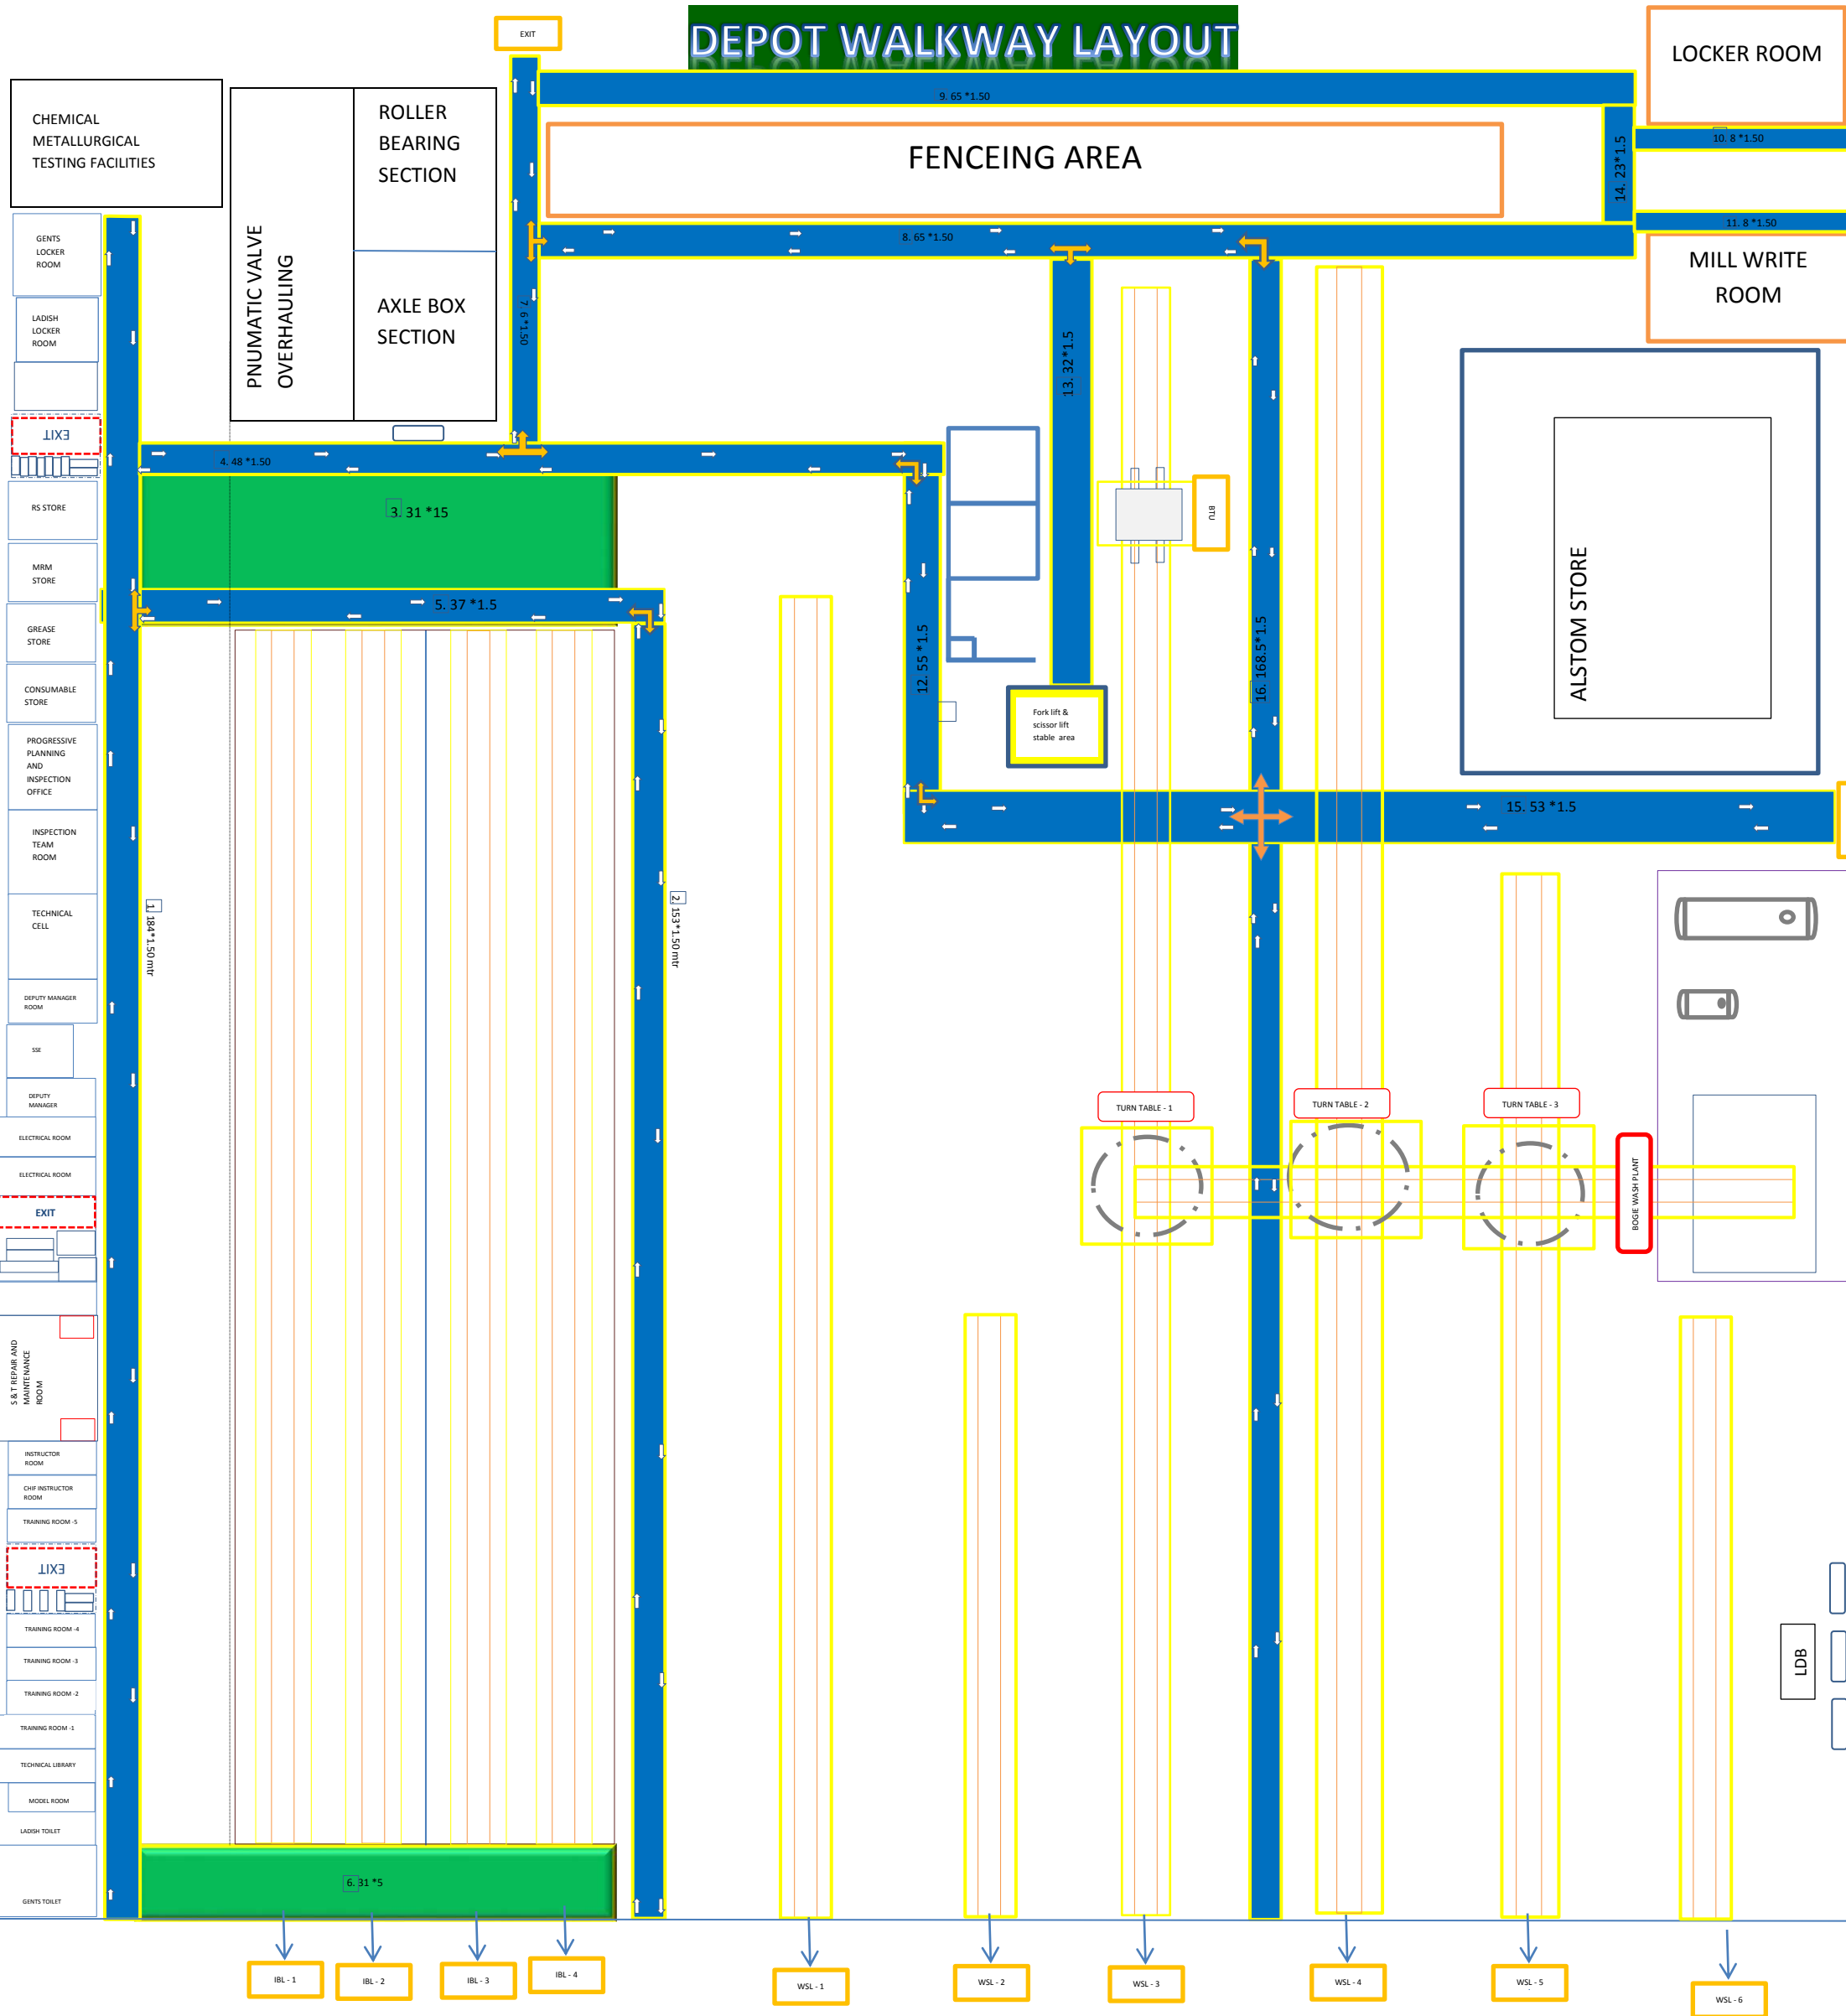 DEPOT WALKWAY LAYOUT
EXIT
LOCKER ROOM
CHEMICAL
METALLURGICAL
TESTING FACILITIES
ROLLER
BEARING
SECTION
9. 65 *1.50
FENCEING AREA
14. 23*1.5
10. 8 *1.50
11. 8 *1.50
8. 65 *1.50
MILL WRITE
ROOM
PNUMATIC VALVE
OVERHAULING
AXLE BOX
SECTION
7. 6 *1.50
GENTS
LOCKER
ROOM
LADISH
LOCKER
ROOM
EXIT
4. 48 *1.50
13. 32*1.5
3. 31 *15
BTU
RS STORE
MRM
STORE
GREASE
STORE
CONSUMABLE
STORE
PROGRESSIVE
PLANNING
AND
INSPECTION
OFFICE
INSPECTION
TEAM
ROOM
TECHNICAL
CELL
DEPUTY MANAGER
ROOM
SSE
DEPUTY
MANAGER
ELECTRICAL ROOM
ELECTRICAL ROOM
EXIT
S & T REPAIR AND
MAINTENANCE
ROOM
INSTRUCTOR
ROOM
CHIF INSTRUCTOR
ROOM
TRAINING ROOM -5
EXIT
TRAINING ROOM -4
TRAINING ROOM -3
TRAINING ROOM -2
TRAINING ROOM -1
TECHNICAL LIBRARY
MODEL ROOM
LADISH TOILET
GENTS TOILET
5. 37 *1.5
12. 55 *1.5
16. 168.5*1.5
ALSTOM STORE
Fork lift &
scissor lift
stable area
15. 53 *1.5
1. 184*1.50 mtr
2. 153*1.50 mtr
TURN TABLE - 1
TURN TABLE - 2
TURN TABLE - 3
BOGIE WASH PLANT
LDB
6. 31 *5
IBL - 1
IBL - 2
IBL - 3
IBL - 4
WSL - 1
WSL - 2
WSL - 3
WSL - 4
WSL - 5
WSL - 6